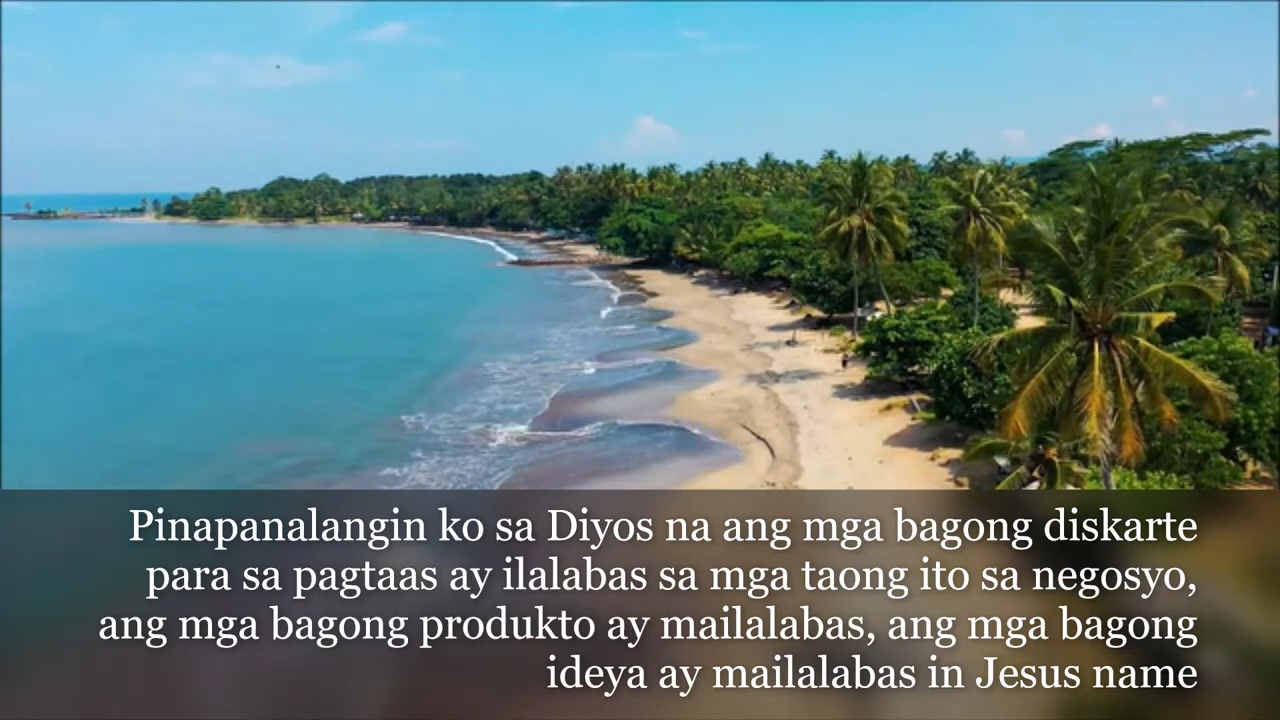 Pinapanalangin ko sa Diyos na ang mga bagong diskarte
para sa pagtaas ay ilalabas sa mga taong ito sa negosyo,
ang mga bagong produkto ay mailalabas, ang mga bagong
ideya ay mailalabas in Jesus name